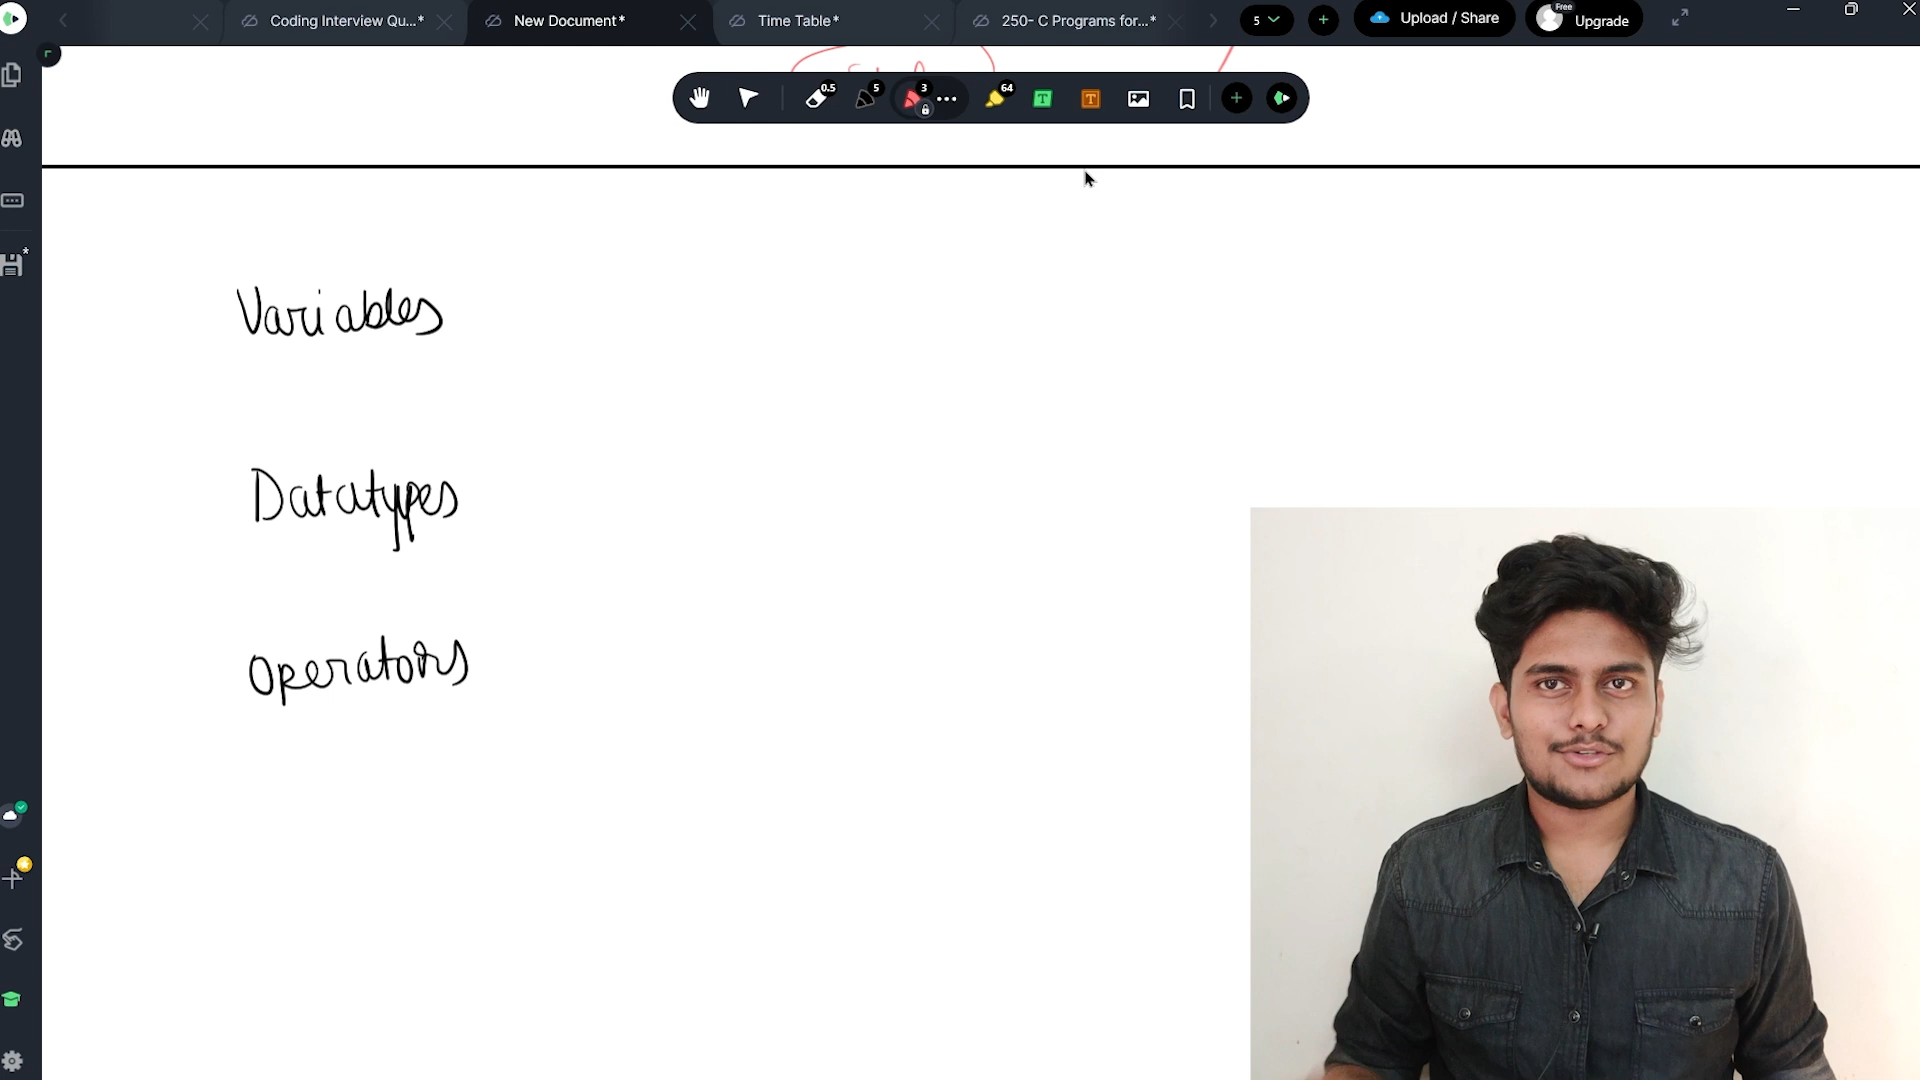 Coding Interview Qu...* New Document* Time Table* 250- C Programs for...* 5 Upload / Share Free Upgrade
0.5 5 3 64 T T
Variables
Datatypes
Operators